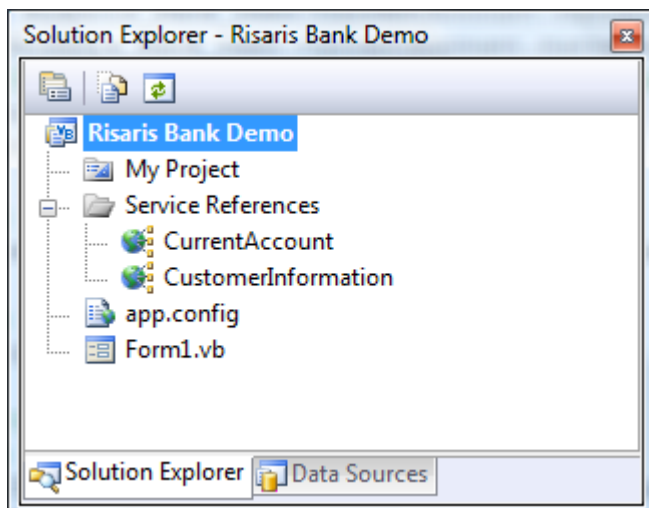 Solution Explorer - Risaris Bank Demo
Risaris Bank Demo
My Project
Service References
CurrentAccount
CustomerInformation
app.config
Form1.vb
Solution Explorer Data Sources